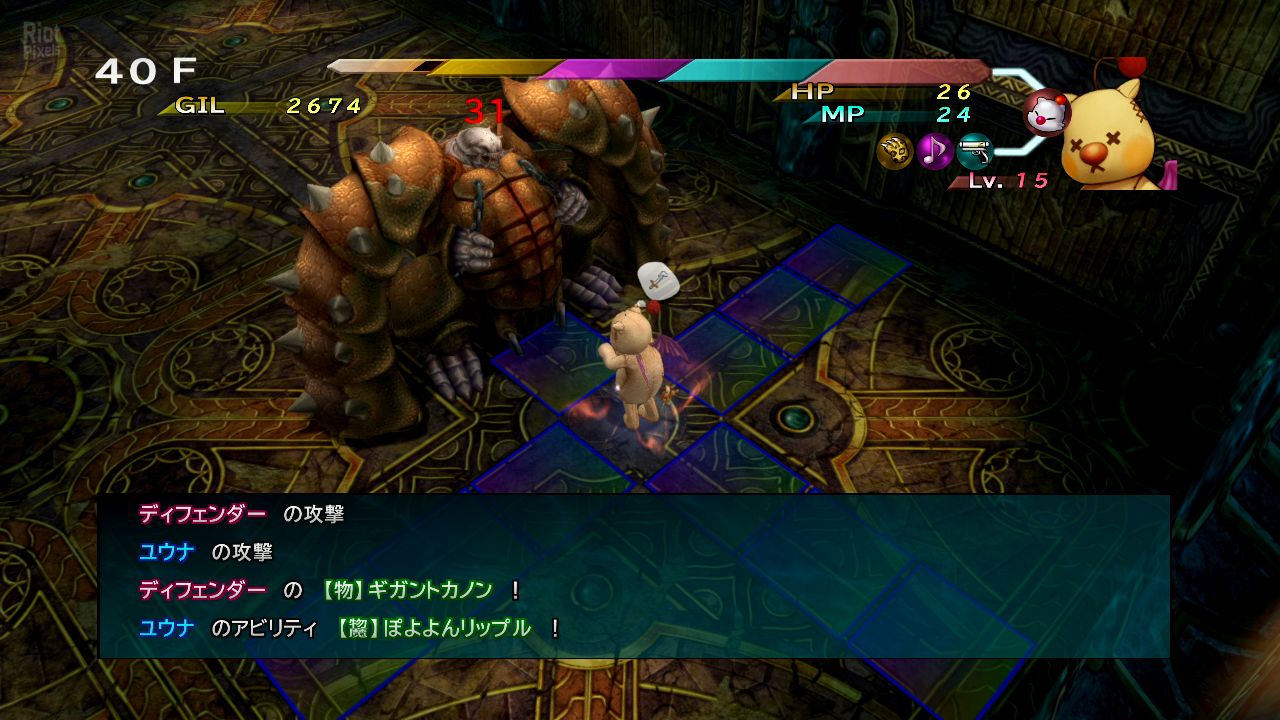 Riot Pixels
40 F
GIL 2674
31
HP 26
MP 24
Lv. 15
ディフェンダー の攻撃
ユウナ の攻撃
ディフェンダー の 【物】ギガントカノン !
ユウナ のアビリティ 【】ぽよよんリップル !